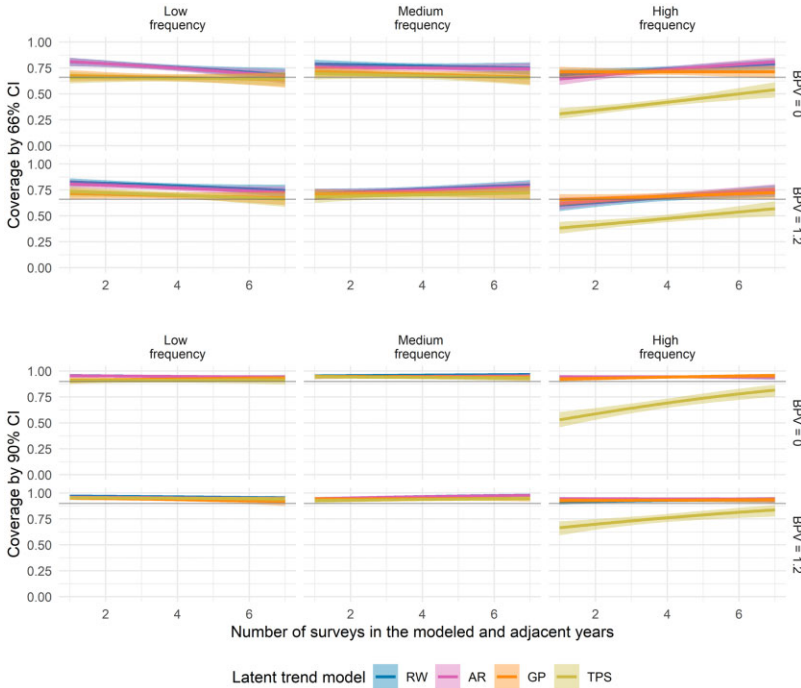 Low
frequency
Medium
frequency
High
frequency
Coverage by 66% CI
1.00
0.75
0.50
0.25
0.00
BPV = 0
1.00
0.75
0.50
0.25
0.00
BPV = 1.2
2
4
6
2
4
6
2
4
6
Low
frequency
Medium
frequency
High
frequency
Coverage by 90% CI
1.00
0.75
0.50
0.25
0.00
BPV = 0
1.00
0.75
0.50
0.25
0.00
BPV = 1.2
2
4
6
2
4
6
2
4
6
Number of surveys in the modeled and adjacent years
Latent trend model RW AR GP TPS